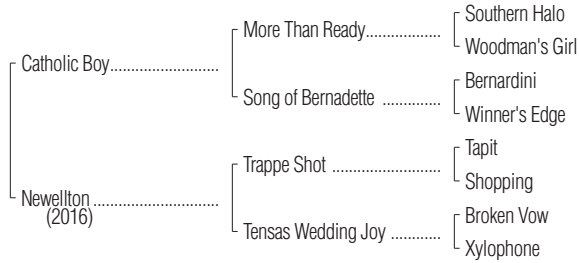 Southern Halo
More Than Ready....................
Woodman's Girl
Catholic Boy............................
Bernardini
Song of Bernadette ...............
Winner's Edge
Tapit
Trappe Shot ............................
Shopping
Newellton ................................
(2016)
Broken Vow
Tensas Wedding Joy .............
Xylophone